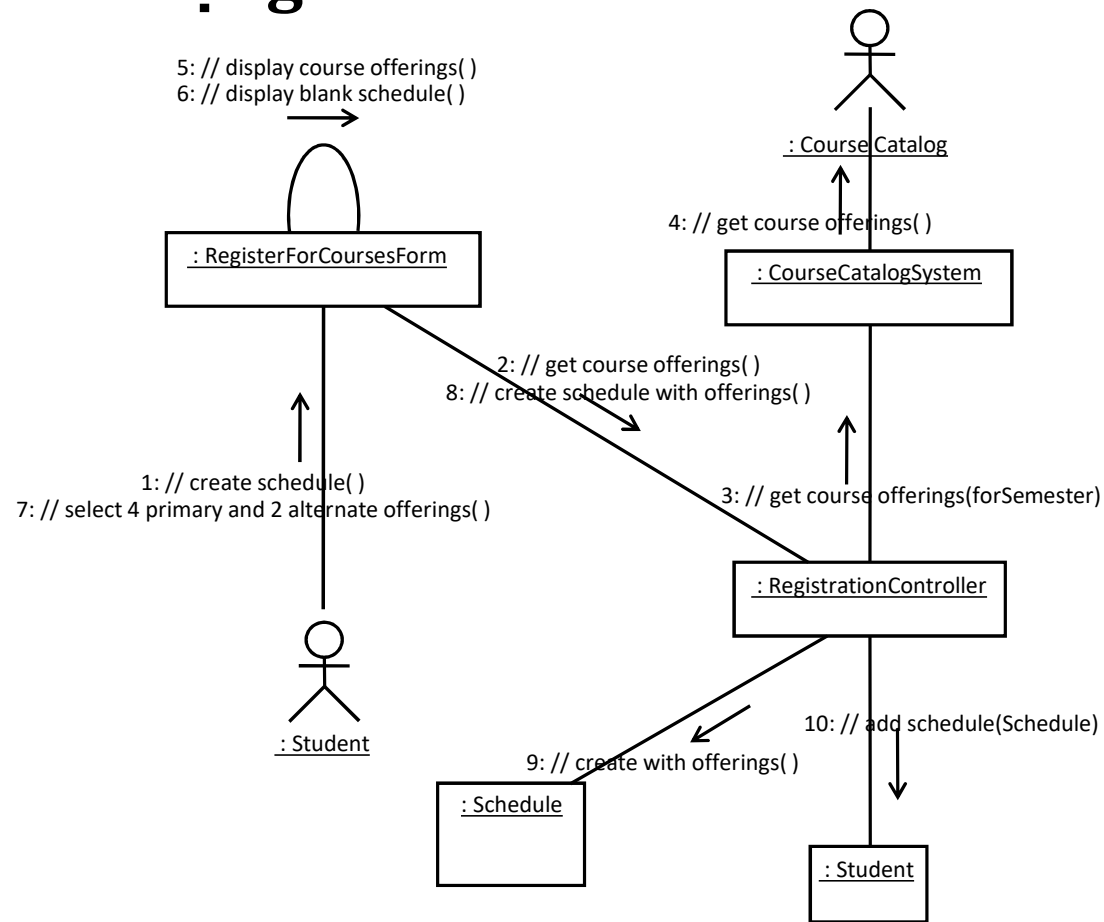 5: // display course offerings( )
6: // display blank schedule( )
: Course Catalog
4: // get course offerings( )
: RegisterForCoursesForm
: CourseCatalogSystem
2: // get course offerings( )
8: // create schedule with offerings( )
1: // create schedule( )
7: // select 4 primary and 2 alternate offerings( )
3: // get course offerings(forSemester)
: RegistrationController
: Student
10: // add schedule(Schedule)
9: // create with offerings( )
: Schedule
: Student